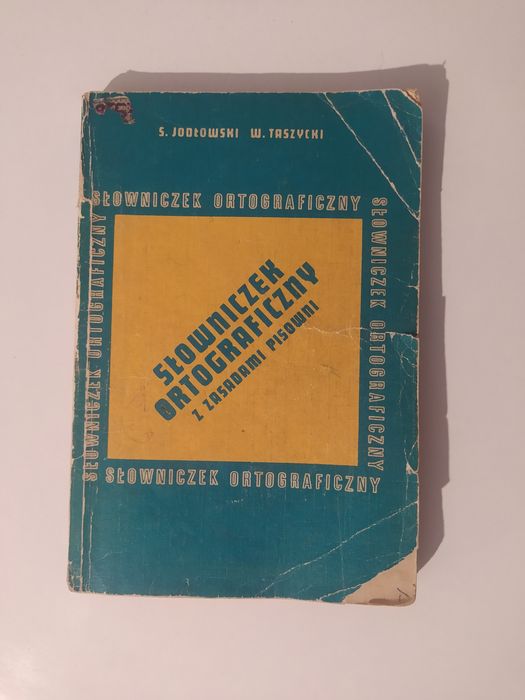 S. JODŁOWSKI W. TASZYCKI
SŁOWNICZEK ORTOGRAFICZNY
SŁOWNICZEK ORTOGRAFICZNY
SŁOWNICZEK ORTOGRAFICZNY
SŁOWNICZEK
ORTOGRAFICZNY
Z ZASADAMI PISOWNI
SŁOWNICZEK ORTOGRAFICZNY